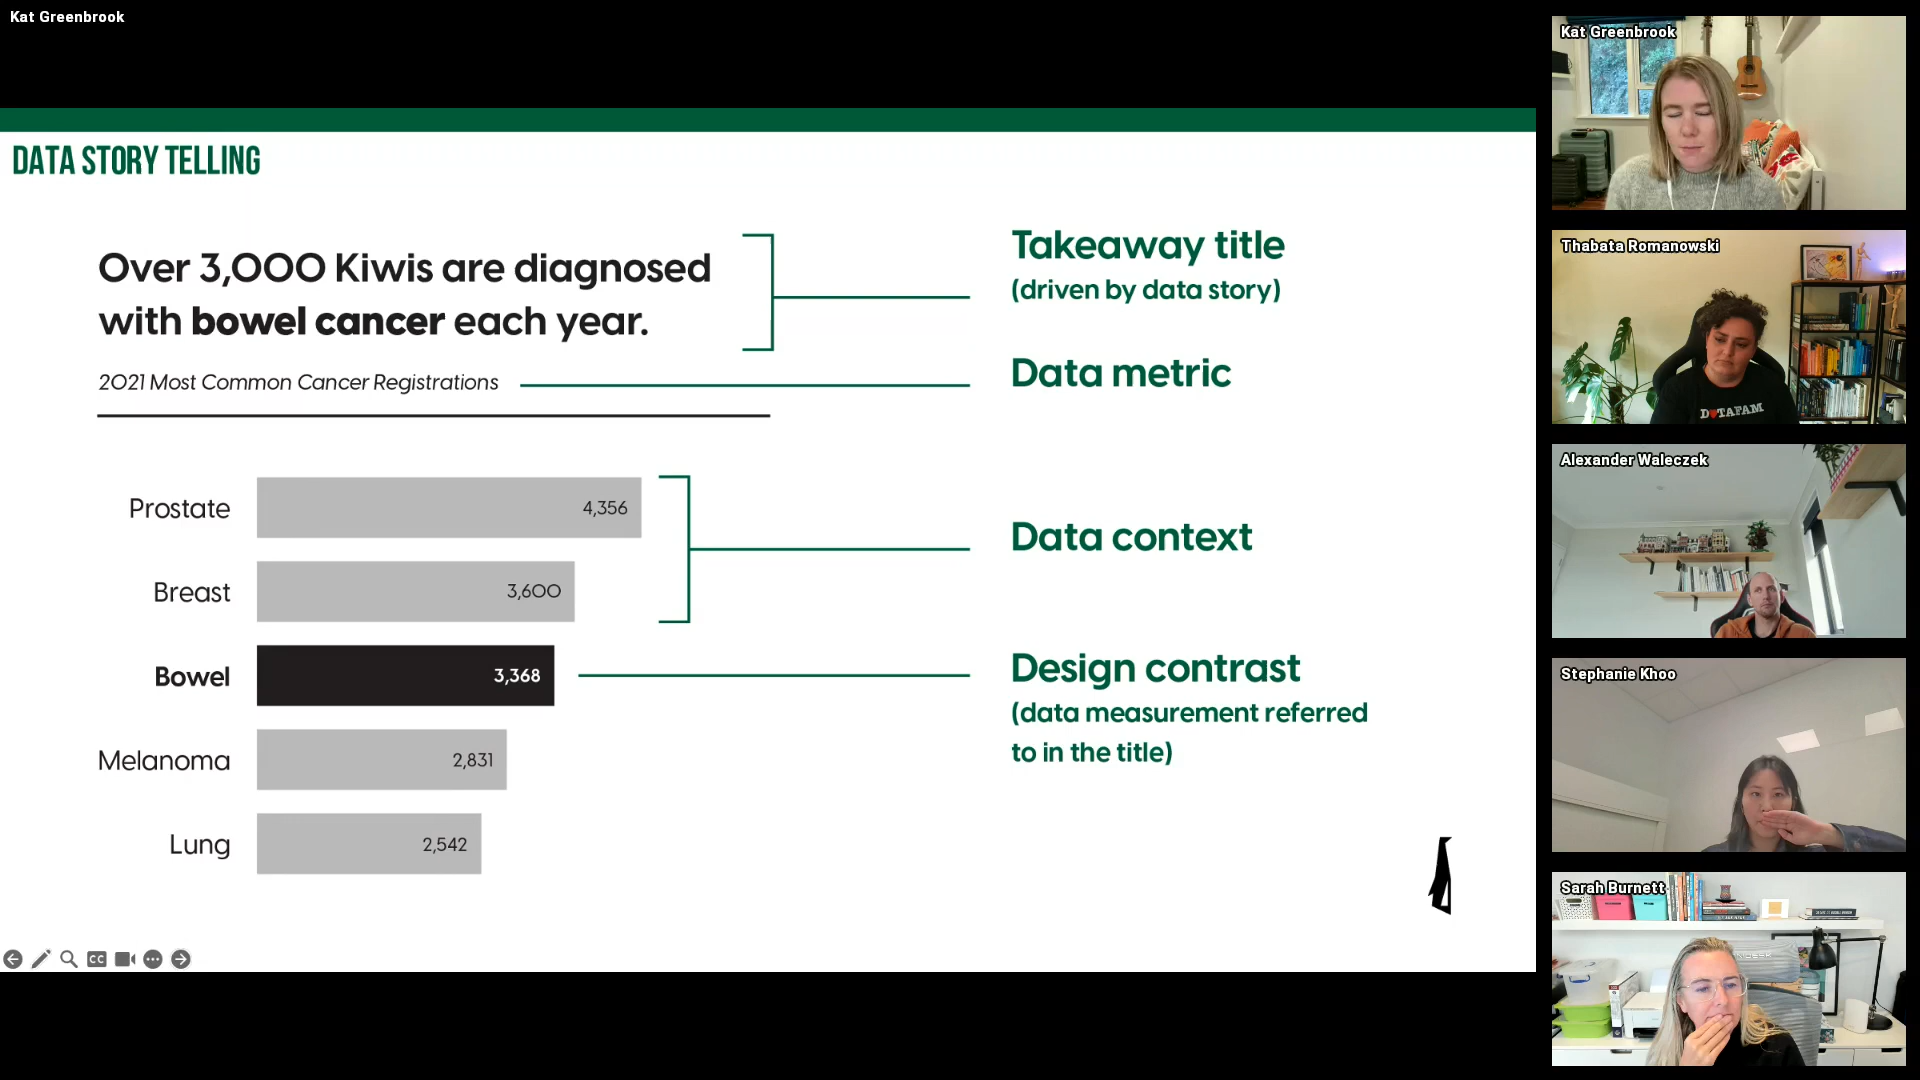 Kat Greenbrook
DATA STORY TELLING
Over 3,000 Kiwis are diagnosed
with bowel cancer each year.
2021 Most Common Cancer Registrations
Takeaway title
(driven by data story)
Data metric
Prostate
4,356
Breast
3,600
Bowel
3,368
Melanoma
2,831
Lung
2,542
Data context
Design contrast
(data measurement referred
to in the title)
CC
Kat Greenbrook
Thabata Romanowski
D♥TAFAM
Alexander Waleczek
Stephanie Khoo
Sarah Burnett